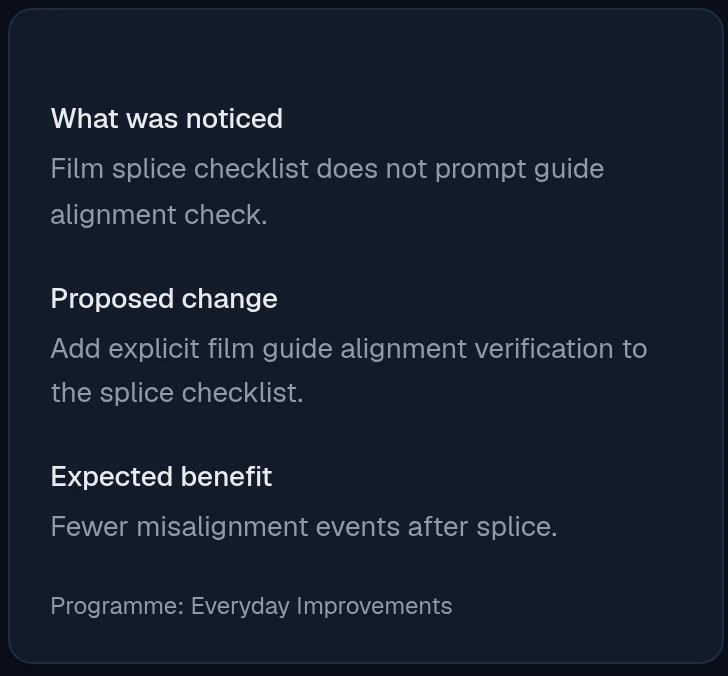 What was noticed
Film splice checklist does not prompt guide
alignment check.
Proposed change
Add explicit film guide alignment verification to
the splice checklist.
Expected benefit
Fewer misalignment events after splice.
Programme: Everyday Improvements